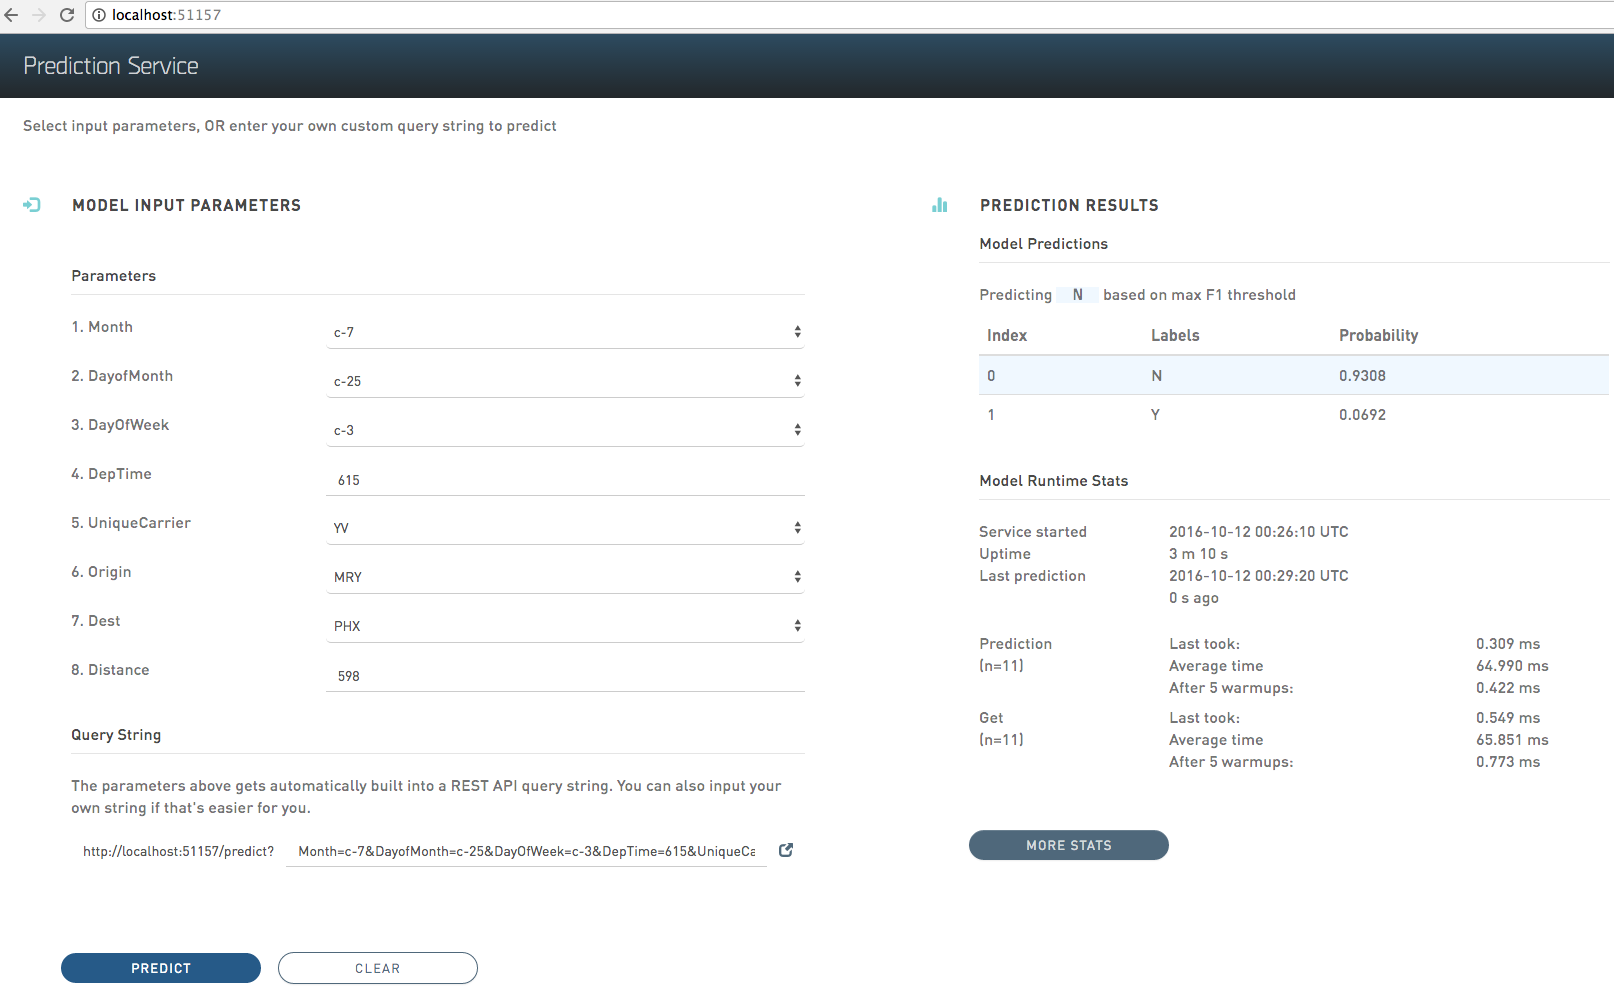 localhost:51157
Prediction Service
Select input parameters, OR enter your own custom query string to predict
MODEL INPUT PARAMETERS
Parameters
1. Month
c-7
2. DayofMonth
c-25
3. DayOfWeek
c-3
4. DepTime
615
5. UniqueCarrier
YV
6. Origin
MRY
7. Dest
PHX
8. Distance
598
Query String
The parameters above gets automatically built into a REST API query string. You can also input your
own string if that's easier for you.
http://localhost:51157/predict? Month=c-7&DayofMonth=c-25&DayOfWeek=c-3&DepTime=615&UniqueCa
PREDICT CLEAR
PREDICTION RESULTS
Model Predictions
Predicting N based on max F1 threshold
Index Labels Probability
0 N 0.9308
1 Y 0.0692
Model Runtime Stats
Service started 2016-10-12 00:26:10 UTC
Uptime 3 m 10 s
Last prediction 2016-10-12 00:29:20 UTC
0 s ago
Prediction Last took: 0.309 ms
(n=11) Average time 64.990 ms
After 5 warmups: 0.422 ms
Get Last took: 0.549 ms
(n=11) Average time 65.851 ms
After 5 warmups: 0.773 ms
MORE STATS